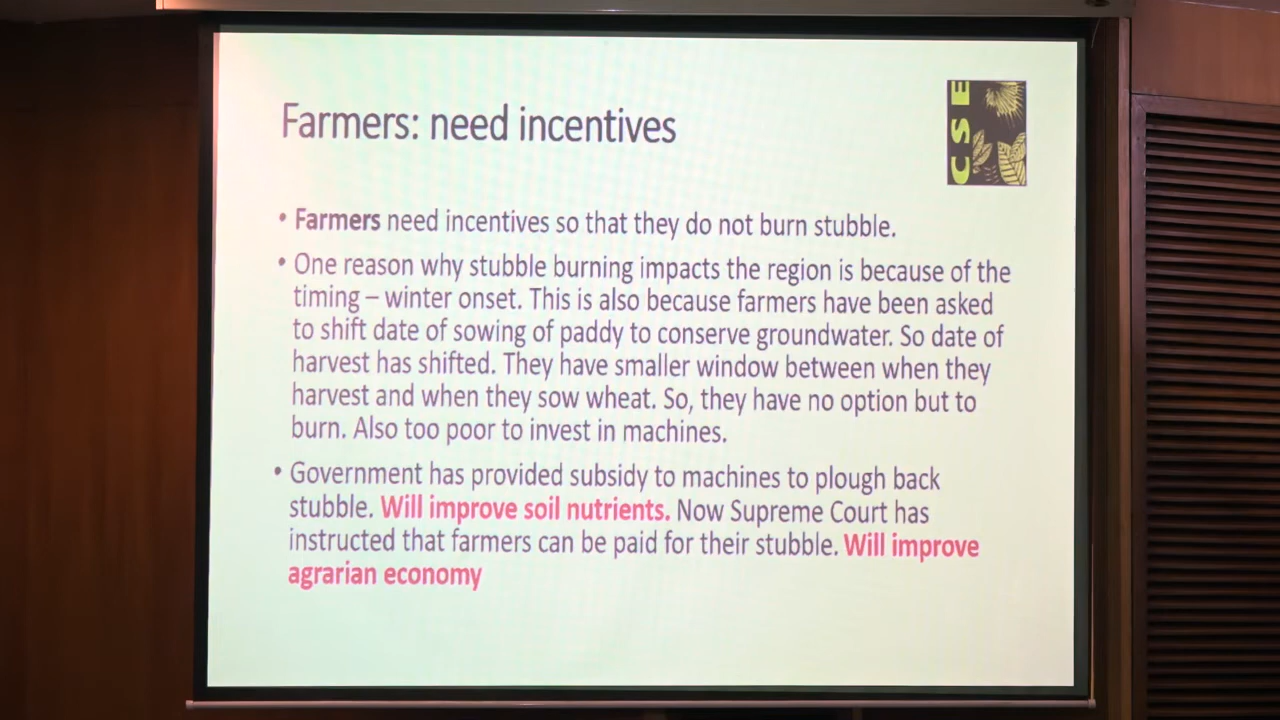 Farmers: need incentives
CSE
• Farmers need incentives so that they do not burn stubble.
• One reason why stubble burning impacts the region is because of the
timing – winter onset. This is also because farmers have been asked
to shift date of sowing of paddy to conserve groundwater. So date of
harvest has shifted. They have smaller window between when they
harvest and when they sow wheat. So, they have no option but to
burn. Also too poor to invest in machines.
• Government has provided subsidy to machines to plough back
stubble. Will improve soil nutrients. Now Supreme Court has
instructed that farmers can be paid for their stubble. Will improve
agrarian economy